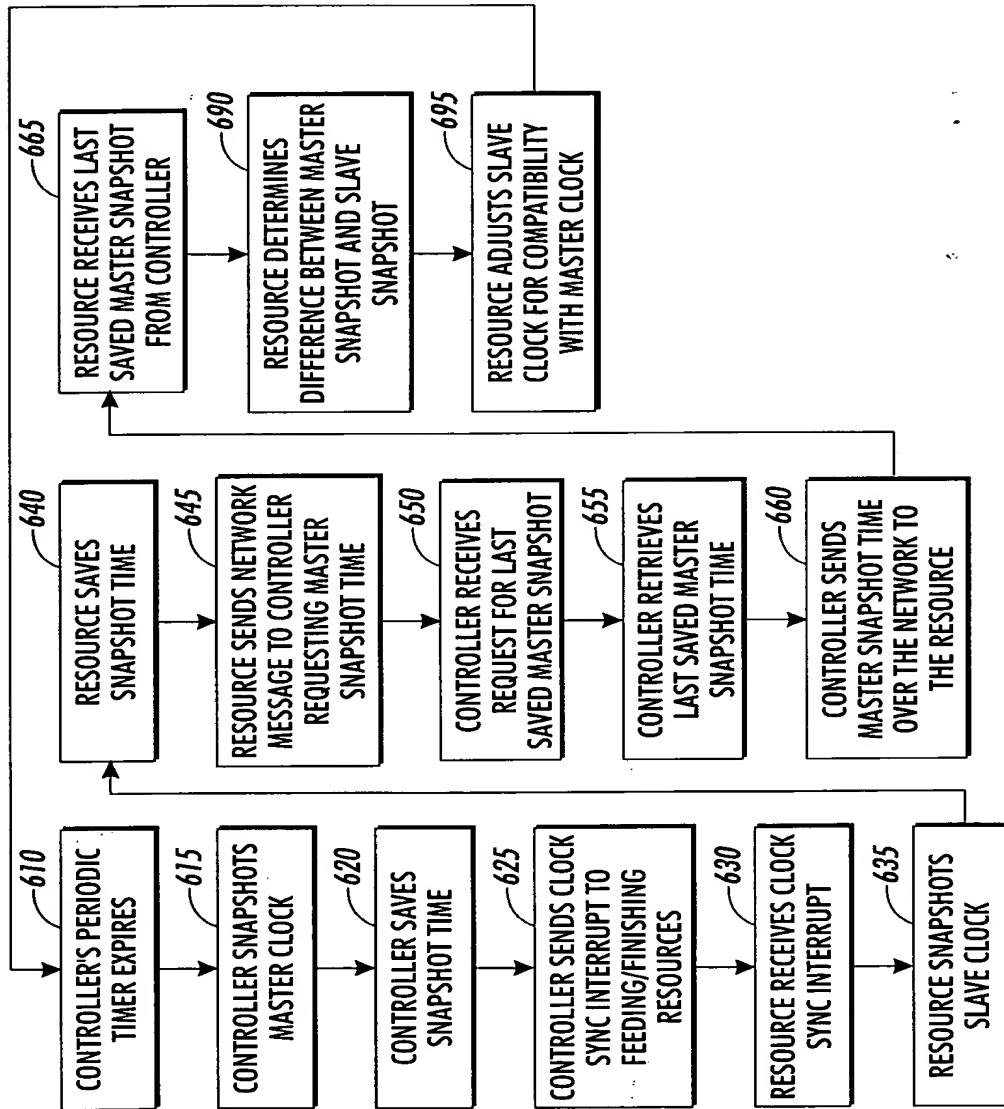 610
CONTROLLER'S PERIODIC
TIMER EXPIRES
615
CONTROLLER SNAPSHOTS
MASTER CLOCK
620
CONTROLLER SAVES
SNAPSHOT TIME
625
CONTROLLER SENDS CLOCK
SYNC INTERRUPT TO
FEEDING/FINISHING
RESOURCES
630
RESOURCE RECEIVES CLOCK
SYNC INTERRUPT
635
RESOURCE SNAPSHOTS
SLAVE CLOCK
640
RESOURCE SAVES
SNAPSHOT TIME
645
RESOURCE SENDS NETWORK
MESSAGE TO CONTROLLER
REQUESTING MASTER
SNAPSHOT TIME
650
CONTROLLER RECEIVES
REQUEST FOR LAST
SAVED MASTER SNAPSHOT
655
CONTROLLER RETRIEVES
LAST SAVED MASTER
SNAPSHOT TIME
660
CONTROLLER SENDS
MASTER SNAPSHOT TIME
OVER THE NETWORK TO
THE RESOURCE
665
RESOURCE RECEIVES LAST
SAVED MASTER SNAPSHOT
FROM CONTROLLER
690
RESOURCE DETERMINES
DIFFERENCE BETWEEN MASTER
SNAPSHOT AND SLAVE
SNAPSHOT
695
RESOURCE ADJUSTS SLAVE
CLOCK FOR COMPATIBILITY
WITH MASTER CLOCK